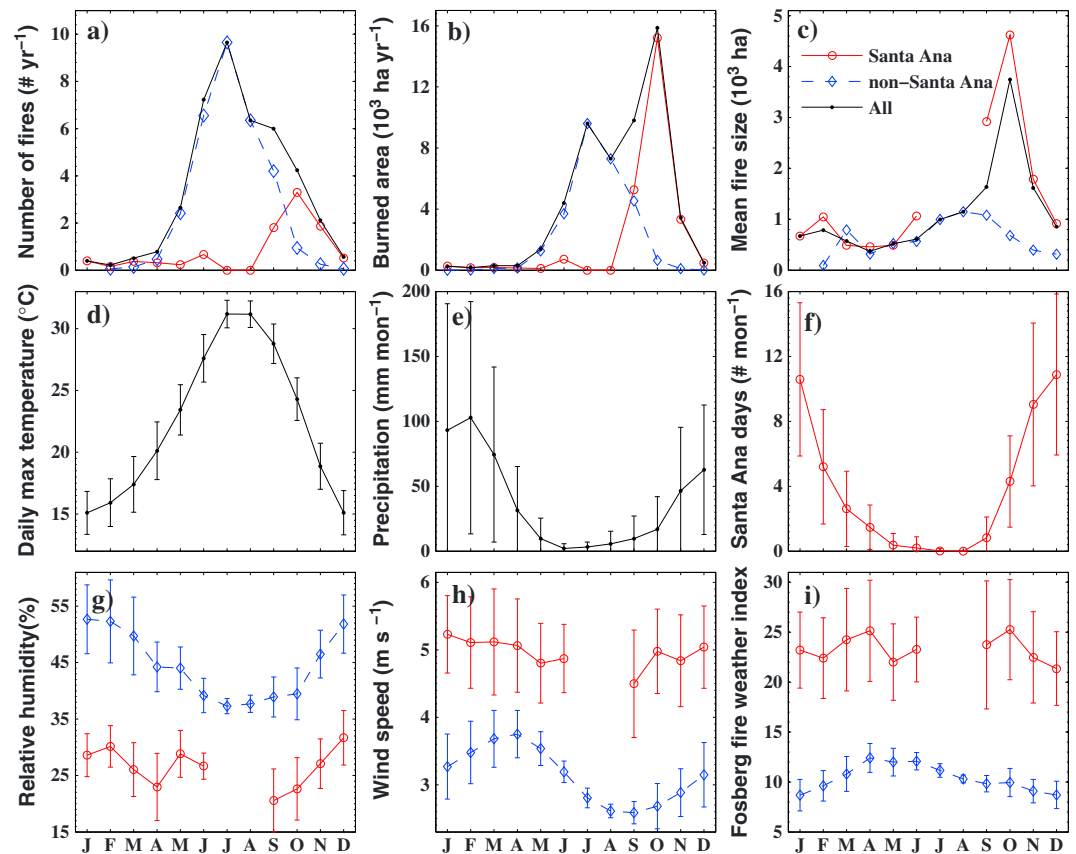 a)
Number of fires (# yr⁻¹)
10
8
6
4
2
0
b)
Burned area (10³ ha yr⁻¹)
16
12
8
4
0
c)
Mean fire size (10³ ha)
5
4
3
2
1
0
Santa Ana
non−Santa Ana
All
d)
Daily max temperature (°C)
30
25
20
15
e)
Precipitation (mm mon⁻¹)
200
150
100
50
0
f)
Santa Ana days (# mon⁻¹)
16
12
8
4
0
g)
Relative humidity(%)
55
45
35
25
15
J F M A M J J A S O N D
h)
Wind speed (m s⁻¹)
6
5
4
3
J F M A M J J A S O N D
i)
Fosberg fire weather index
30
25
20
15
10
5
J F M A M J J A S O N D